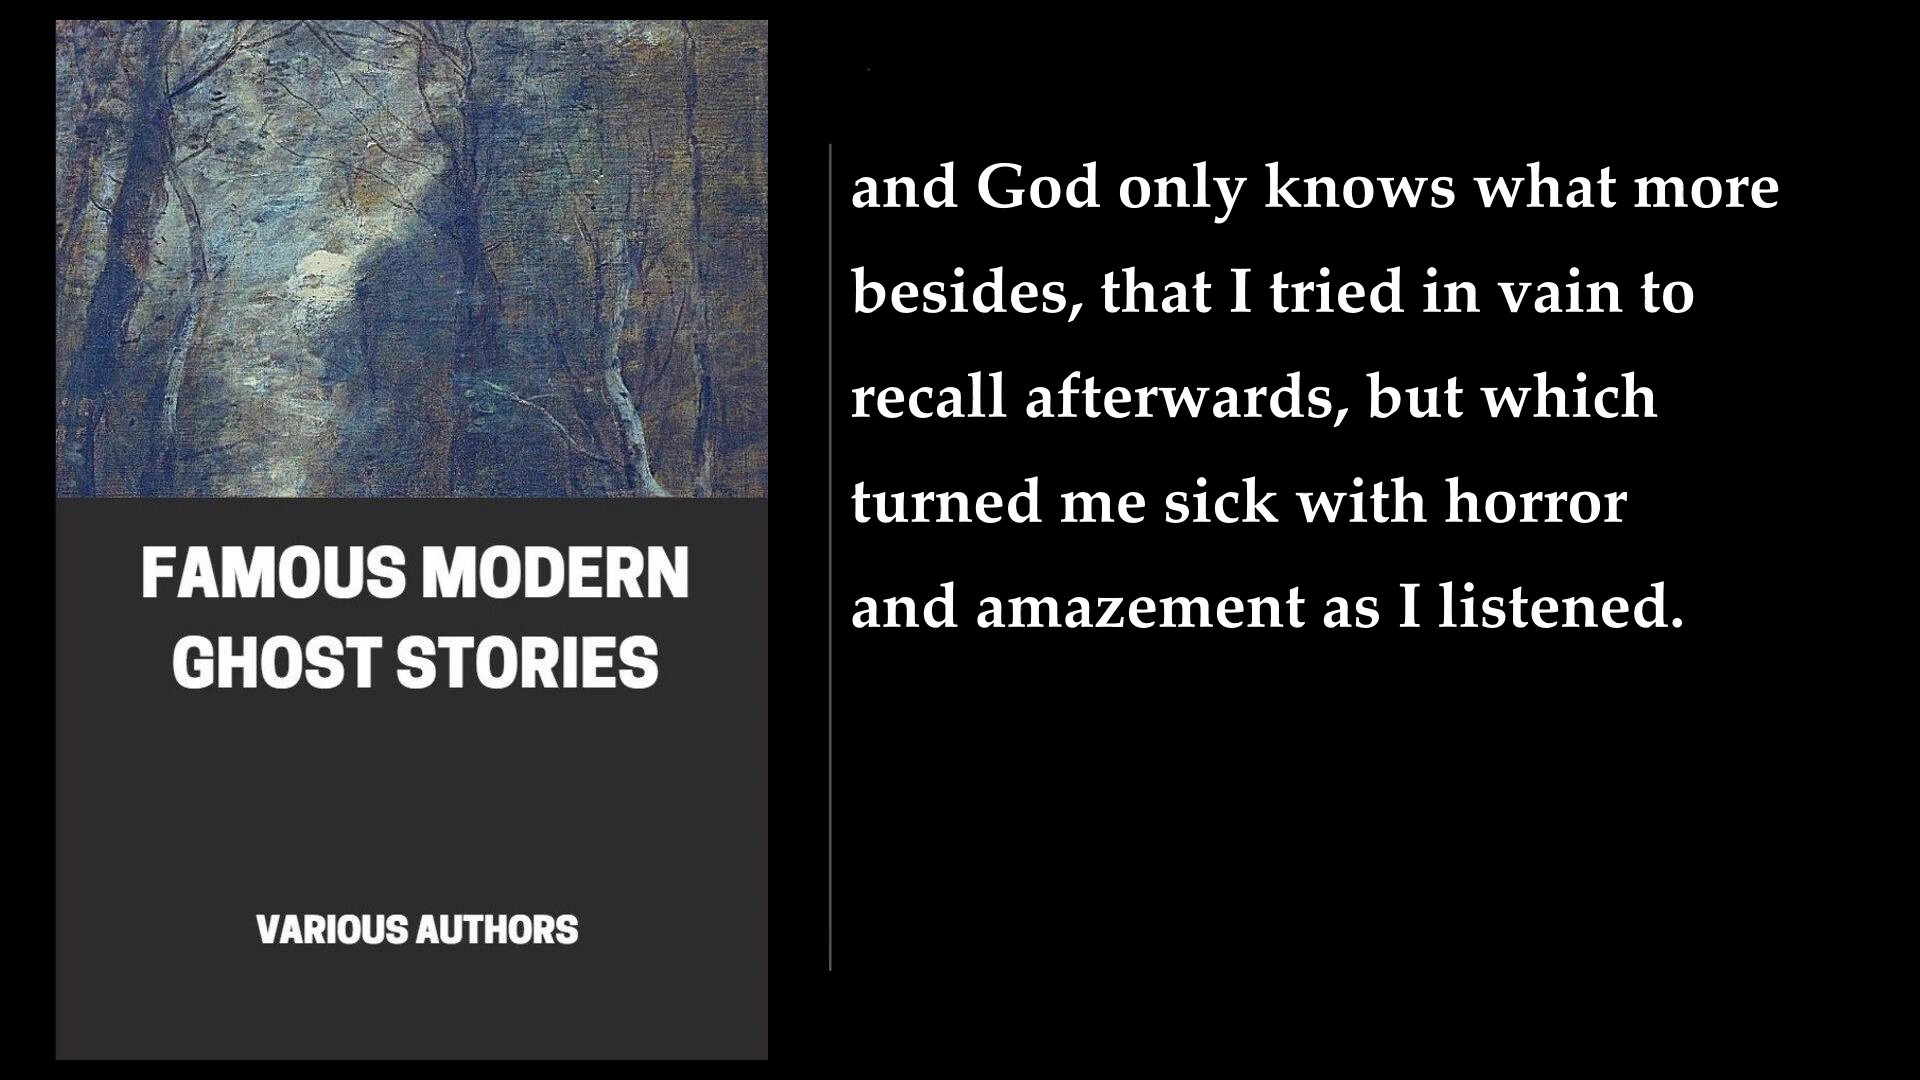 FAMOUS MODERN
GHOST STORIES
VARIOUS AUTHORS
and God only knows what more
besides, that I tried in vain to
recall afterwards, but which
turned me sick with horror
and amazement as I listened.